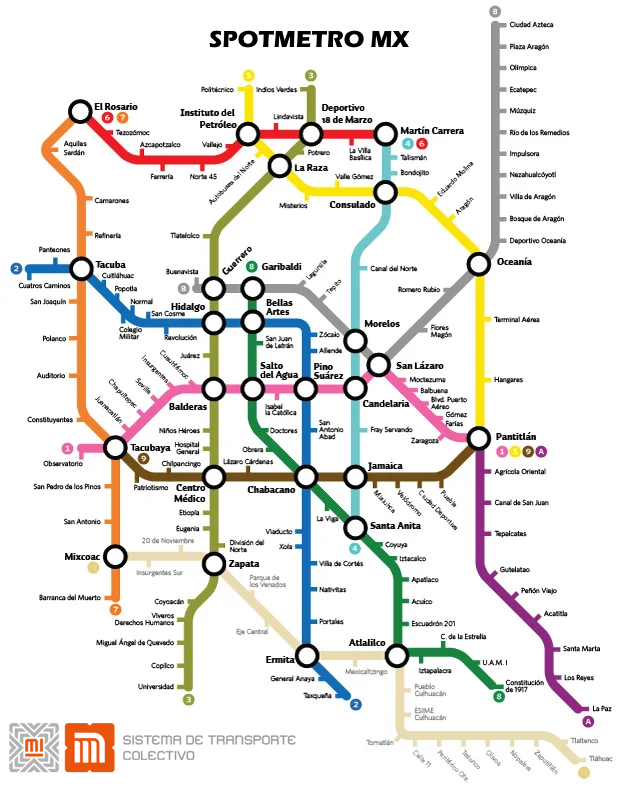 SPOTMETRO MX
B
Ciudad Azteca
Plaza Aragón
Olímpica
Ecatepec
Múzquiz
Río de los Remedios
Impulsora
Nezahualcóyotl
Villa de Aragón
Bosque de Aragón
Deportivo Oceanía
Oceanía
5
Politécnico
3
Indios Verdes
El Rosario
6 7
Instituto del
Petróleo
Lindavista
Deportivo
18 de Marzo
Martín Carrera
4 6
Tezozómoc
Azcapotzalco
Vallejo
Ferrería
Norte 45
La Villa
Basílica
Talismán
Bondojito
Aquiles
Serdán
Potrero
La Raza
Autobuses del Norte
Valle Gómez
Misterios
Consulado
Eduardo Molina
Aragón
Camarones
Refinería
Tlatelolco
Panteones
2
Cuatros Caminos
Tacuba
Cuitláhuac
Popotla
Normal
San Cosme
Colegio
Militar
Revolución
Buenavista
B
Guerrero
8
Garibaldi
Lagunilla
Tepito
Canal del Norte
Romero Rubio
Terminal Aérea
San Joaquín
Hidalgo
Bellas
Artes
Zócalo
Allende
Morelos
Flores
Magón
Polanco
Juárez
San Juan
de Letrán
Auditorio
Cuauhtémoc
Insurgentes
Sevilla
Chapultepec
Juanacatlán
Salto
del Agua
Pino
Suárez
San Lázaro
Hangares
Balderas
Isabel
la Católica
Candelaria
Moctezuma
Balbuena
Blvd. Puerto
Aéreo
Gómez
Farías
Zaragoza
Constituyentes
Niños Héroes
Doctores
San
Antonio
Abad
Fray Servando
Pantitlán
1 5 9 A
1
Observatorio
Tacubaya
9
Hospital
General
Obrera
Chilpancingo
Lázaro Cárdenas
Jamaica
Agrícola Oriental
San Pedro de los Pinos
Patriotismo
Centro
Médico
Chabacano
Mixiuhca
Velódromo
Ciudad Deportiva
Puebla
Canal de San Juan
Etiopía
La Viga
Santa Anita
4
San Antonio
Eugenia
Viaducto
Tepalcates
20 de Noviembre
División del
Norte
Xola
Coyuya
Iztacalco
Mixcoac
Insurgentes Sur
Zapata
Villa de Cortés
Guelatao
Parque de
los Venados
Apatlaco
Peñón Viejo
Barranca del Muerto
7
Coyoacán
Nativitas
Acuico
Acatitla
Viveros
Derechos Humanos
Portales
Escuadrón 201
Eje Central
Miguel Ángel de Quevedo
Atlalilco
C. de la Estrella
Santa Marta
Copilco
Ermita
Mexicaltzingo
Iztapalacra
U.A.M. I
Universidad
3
General Anaya
Taxqueña
2
Pueblo
Culhuacán
8
Constitución
de 1917
Los Reyes
ESIME
Culhuacán
La Paz
A
Tomatlán
Calle 11
Periférico Ote.
Tezonco
Olivos
Nopalera
Zapotitlán
Tlaltenco
Tláhuac
SISTEMA DE TRANSPORTE
COLECTIVO